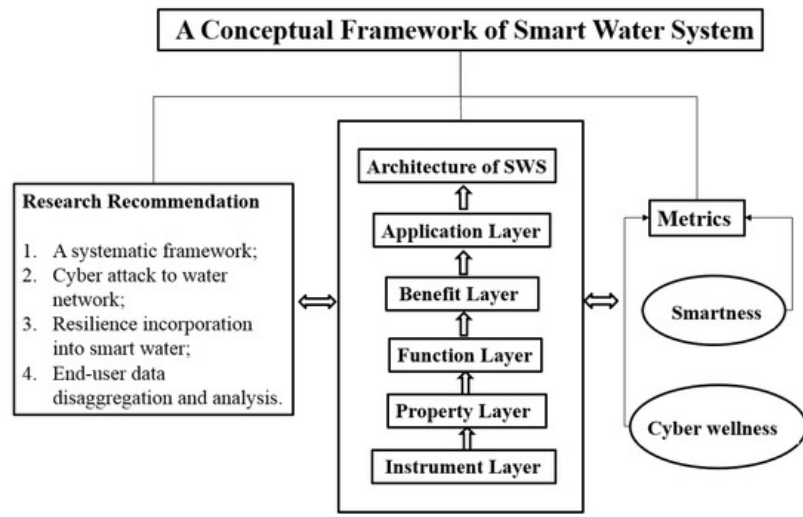 A Conceptual Framework of Smart Water System
Research Recommendation
1. A systematic framework;
2. Cyber attack to water
network;
3. Resilience incorporation
into smart water;
4. End-user data
disaggregation and analysis.
Architecture of SWS
Application Layer
Benefit Layer
Function Layer
Property Layer
Instrument Layer
Metrics
Smartness
Cyber wellness